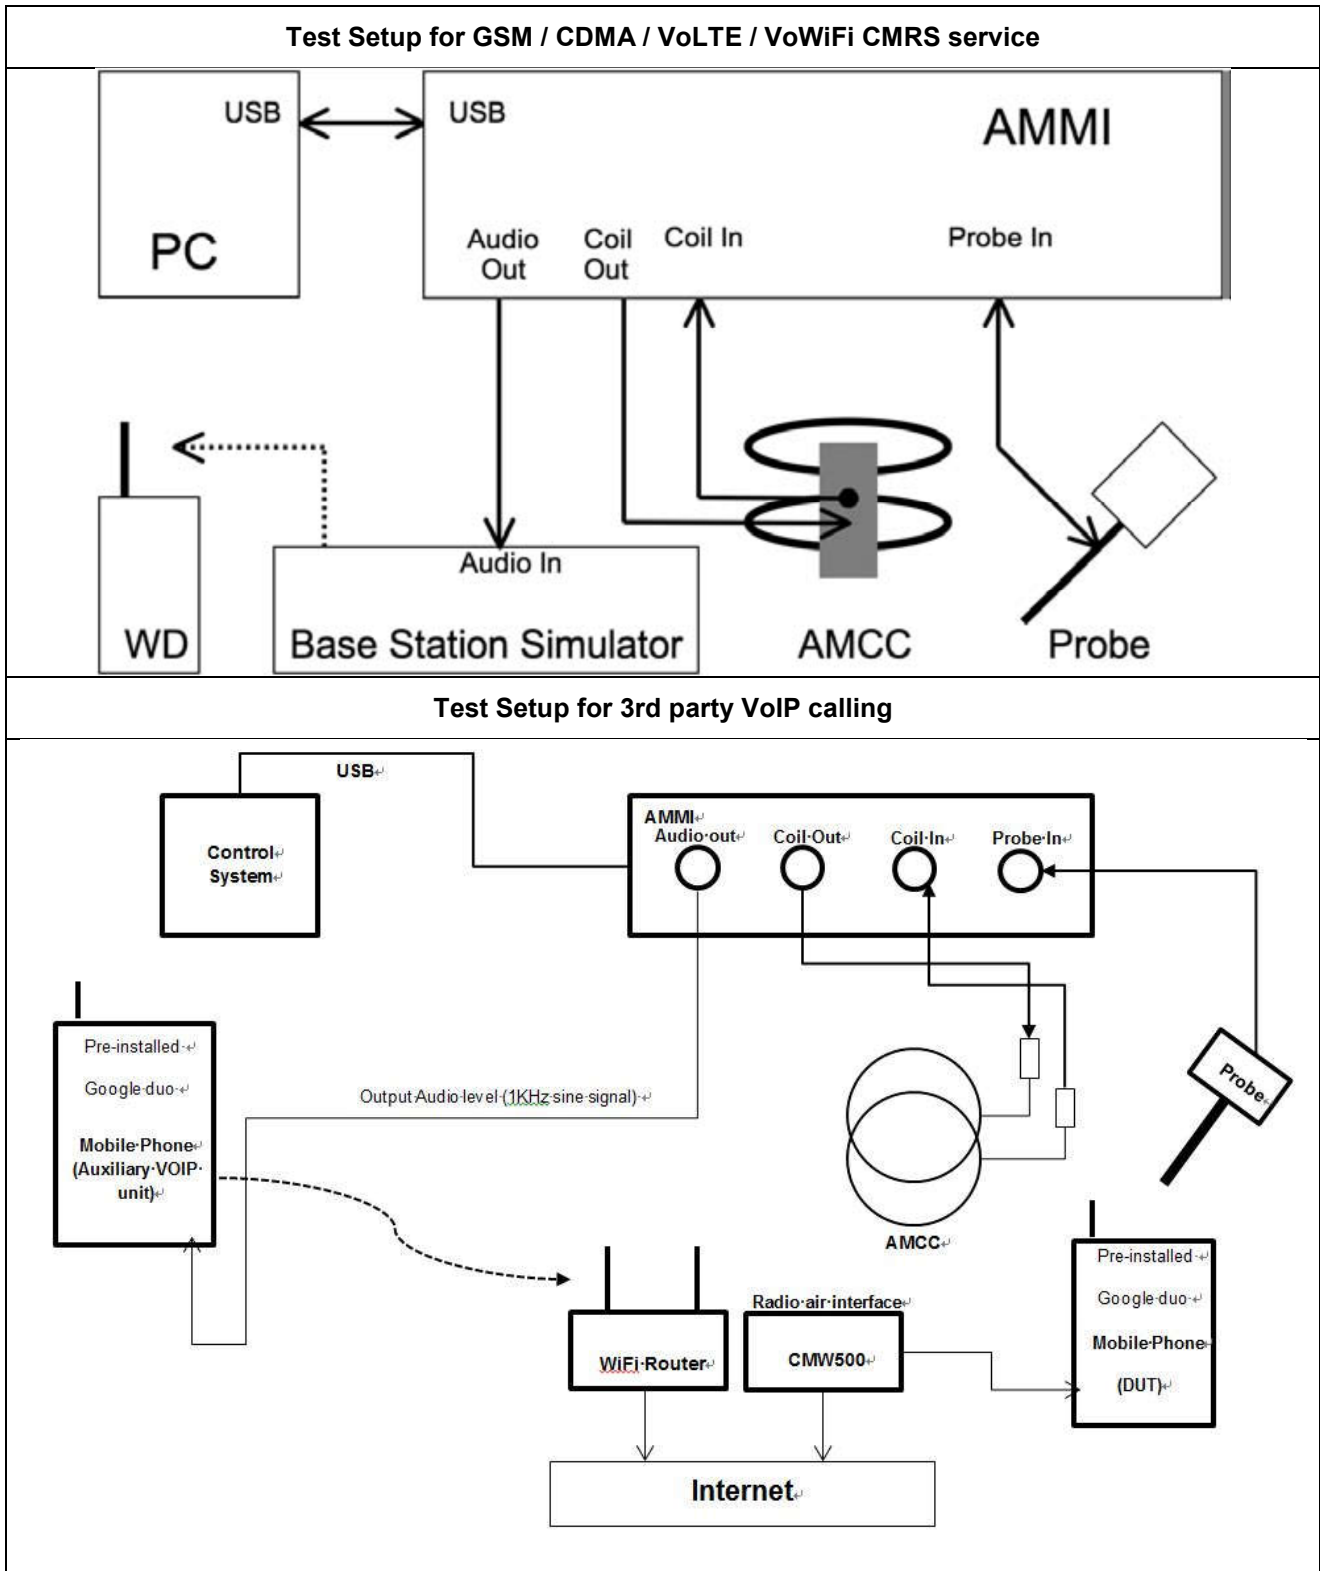 Test Setup for GSM / CDMA / VoLTE / VoWiFi CMRS service
USB
USB
AMMI
PC
Audio
Out
Coil
Out
Coil In
Probe In
Audio In
WD
Base Station Simulator
AMCC
Probe
Test Setup for 3rd party VoIP calling
USB↵
Control↵
System↵
AMMI↵
Audio·out↵
Coil·Out↵
Coil·In↵
Probe·In↵
Pre-installed·↵
Google·duo·↵
Mobile·Phone↵
(Auxiliary·VOIP·
unit)↵
Output·Audio·level·(1KHz·sine·signal)·↵
Probe↵
AMCC↵
Radio·air·interface↵
WiFi·Router↵
CMW500↵
Pre-installed·↵
Google·duo·↵
Mobile·Phone↵
(DUT)↵
Internet↵